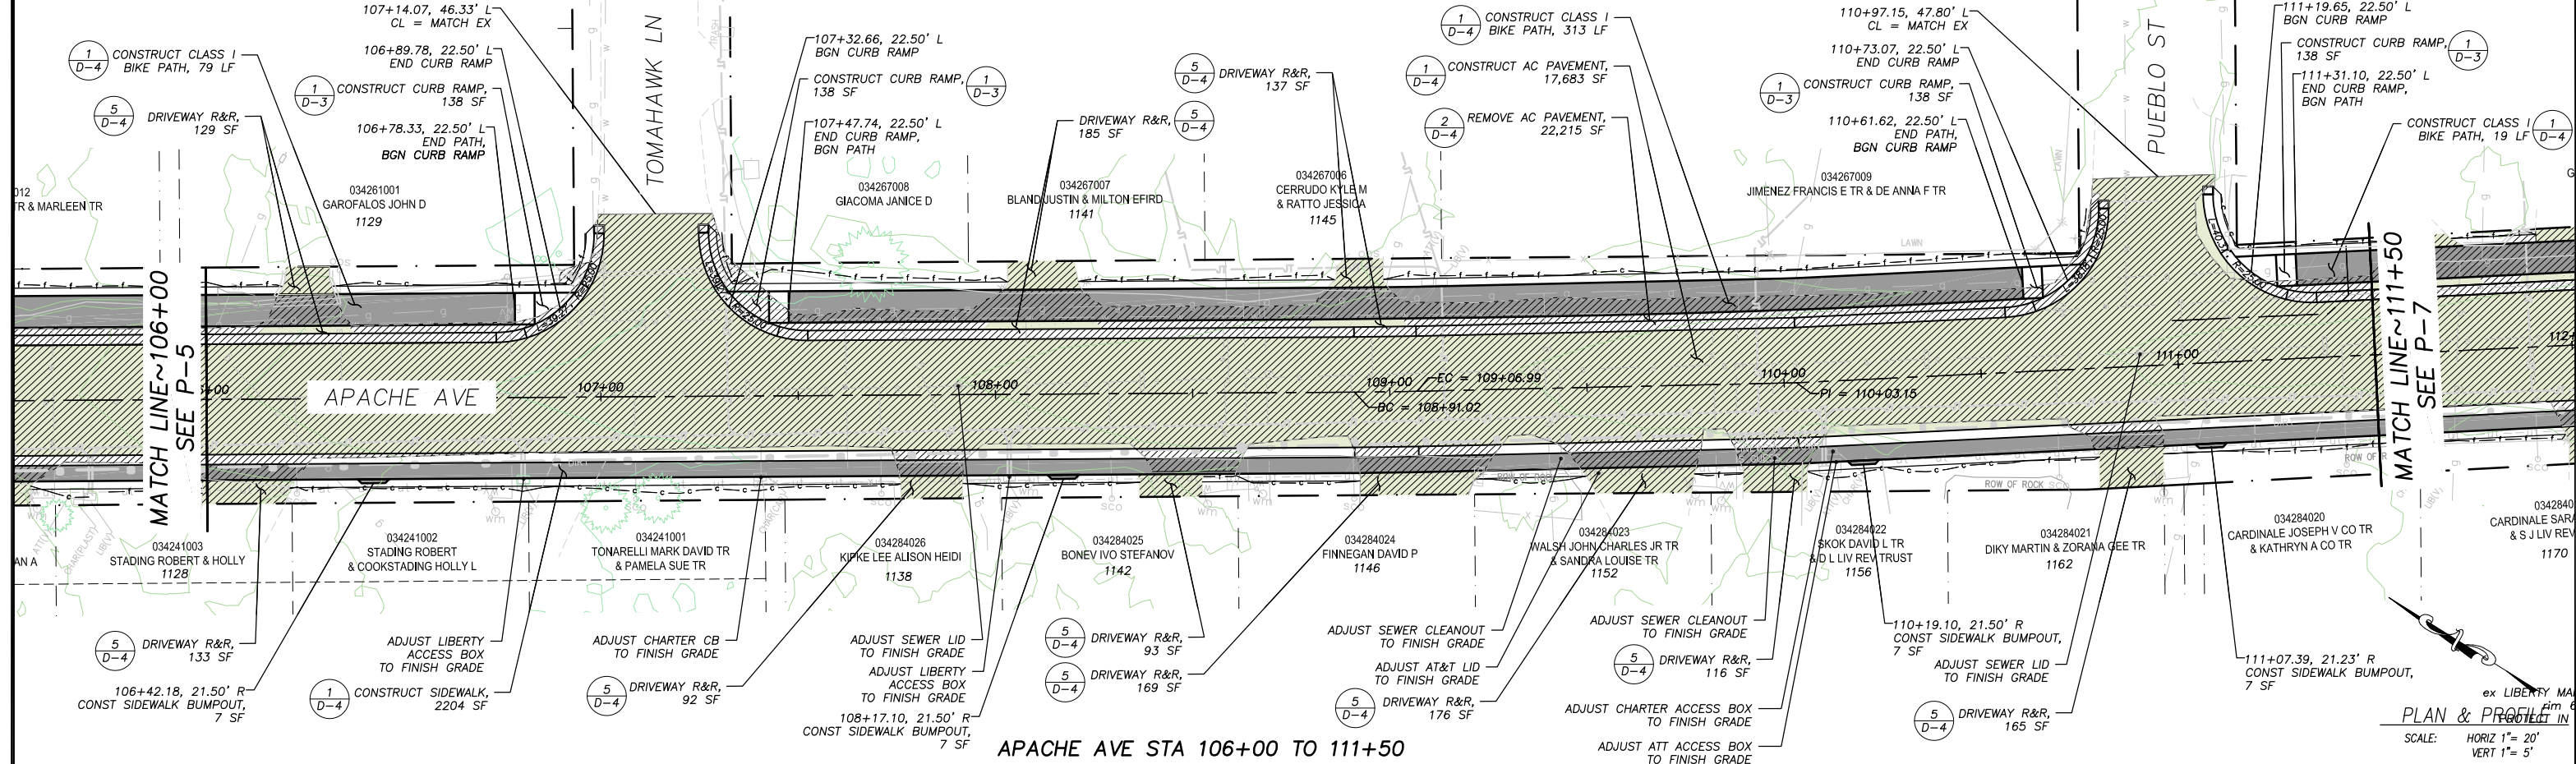 107+14.07, 46.33' L
CL = MATCH EX
1
D-4
CONSTRUCT CLASS I
BIKE PATH, 79 LF
106+89.78, 22.50' L
END CURB RAMP
5
D-4
DRIVEWAY R&R,
129 SF
1
D-3
CONSTRUCT CURB RAMP,
138 SF
106+78.33, 22.50' L
END PATH,
BGN CURB RAMP
TOMAHAWK LN
TRASH
107+32.66, 22.50' L
BGN CURB RAMP
CONSTRUCT CURB RAMP,
138 SF
1
D-3
107+47.74, 22.50' L
END CURB RAMP,
BGN PATH
DRIVEWAY R&R,
185 SF
5
D-4
5
D-4
DRIVEWAY R&R,
137 SF
1
D-4
CONSTRUCT CLASS I
BIKE PATH, 313 LF
1
D-4
CONSTRUCT AC PAVEMENT,
17,683 SF
2
D-4
REMOVE AC PAVEMENT,
22,215 SF
110+97.15, 47.80' L
CL = MATCH EX
110+73.07, 22.50' L
END CURB RAMP
1
D-3
CONSTRUCT CURB RAMP,
138 SF
110+61.62, 22.50' L
END PATH,
BGN CURB RAMP
PUEBLO ST
111+19.65, 22.50' L
BGN CURB RAMP
CONSTRUCT CURB RAMP,
138 SF
1
D-3
111+31.10, 22.50' L
END CURB RAMP,
BGN PATH
CONSTRUCT CLASS I
BIKE PATH, 19 LF
1
D-4
012
TR & MARLEEN TR
034261001
GAROFALOS JOHN D
1129
034267008
GIACOMA JANICE D
034267007
BLAND JUSTIN & MILTON EFIRD
1141
034267006
CERRUDO KYLE M
& RATTO JESSICA
1145
034267009
JIMENEZ FRANCIS E TR & DE ANNA F TR
LAWN
LAWN
MATCH LINE~106+00
SEE P-5
APACHE AVE
107+00
108+00
109+00
EC = 109+06.99
BC = 108+91.02
110+00
PI = 110+03.15
111+00
MATCH LINE~111+50
SEE P-7
ROW OF ROCK
034241003
STADING ROBERT & HOLLY
1128
034241002
STADING ROBERT
& COOKSTADING HOLLY L
034241001
TONARELLI MARK DAVID TR
& PAMELA SUE TR
034284026
KIPKE LEE ALISON HEIDI
1138
034284025
BONEV IVO STEFANOV
1142
034284024
FINNEGAN DAVID P
1146
034284023
WALSH JOHN CHARLES JR TR
& SANDRA LOUISE TR
1152
034284022
SKOK DAVID L TR
& D L LIV REV TRUST
1156
034284021
DIKY MARTIN & ZORANA GEE TR
1162
034284020
CARDINALE JOSEPH V CO TR
& KATHRYN A CO TR
0342840
CARDINALE SARA
& S J LIV REV
1170
5
D-4
DRIVEWAY R&R,
133 SF
106+42.18, 21.50' R
CONST SIDEWALK BUMPOUT,
7 SF
ADJUST LIBERTY
ACCESS BOX
TO FINISH GRADE
1
D-4
CONSTRUCT SIDEWALK,
2204 SF
ADJUST CHARTER CB
TO FINISH GRADE
5
D-4
DRIVEWAY R&R,
92 SF
ADJUST SEWER LID
TO FINISH GRADE
ADJUST LIBERTY
ACCESS BOX
TO FINISH GRADE
108+17.10, 21.50' R
CONST SIDEWALK BUMPOUT,
7 SF
5
D-4
DRIVEWAY R&R,
93 SF
5
D-4
DRIVEWAY R&R,
169 SF
ADJUST SEWER CLEANOUT
TO FINISH GRADE
ADJUST AT&T LID
TO FINISH GRADE
5
D-4
DRIVEWAY R&R,
176 SF
ADJUST SEWER CLEANOUT
TO FINISH GRADE
5
D-4
DRIVEWAY R&R,
116 SF
ADJUST CHARTER ACCESS BOX
TO FINISH GRADE
ADJUST ATT ACCESS BOX
TO FINISH GRADE
110+19.10, 21.50' R
CONST SIDEWALK BUMPOUT,
7 SF
ADJUST SEWER LID
TO FINISH GRADE
5
D-4
DRIVEWAY R&R,
165 SF
111+07.39, 21.23' R
CONST SIDEWALK BUMPOUT,
7 SF
ex LIBERTY
rim 6
PROTECT IN
PLAN & PROFILE
SCALE: HORIZ 1"= 20'
VERT 1"= 5'
APACHE AVE STA 106+00 TO 111+50